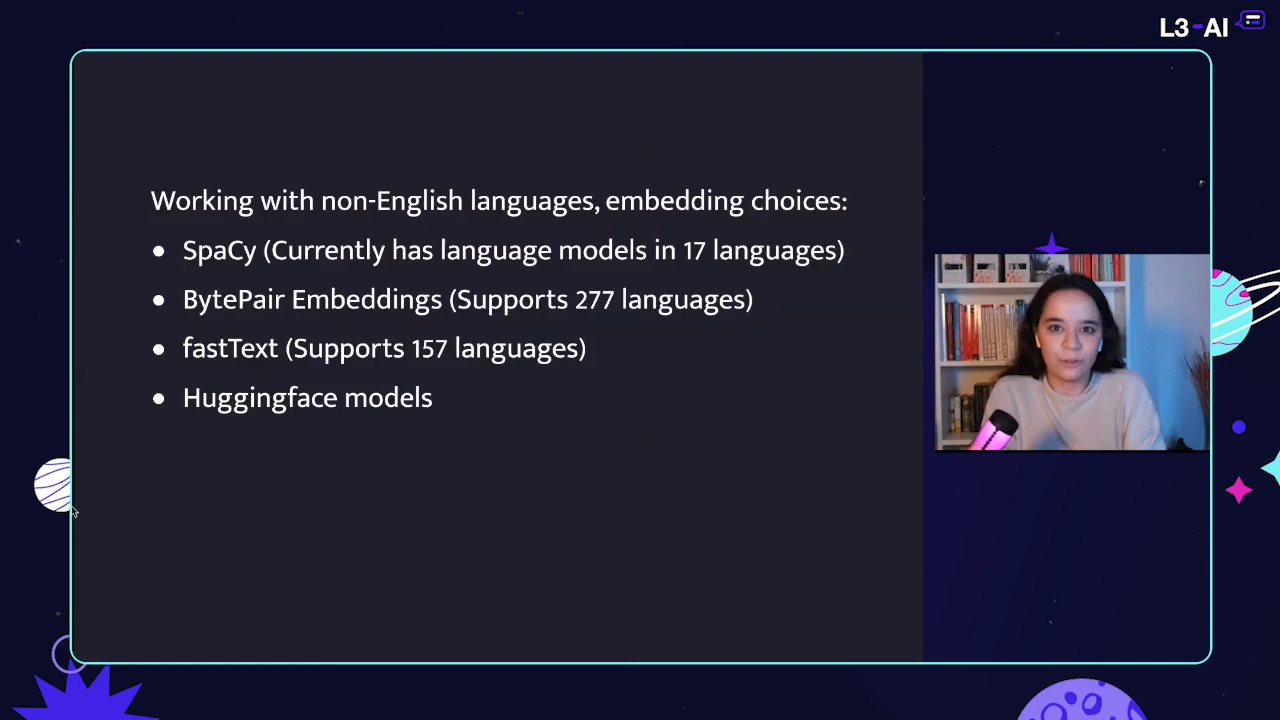 L3-AI
Working with non-English languages, embedding choices:
• SpaCy (Currently has language models in 17 languages)
• BytePair Embeddings (Supports 277 languages)
• fastText (Supports 157 languages)
• Huggingface models